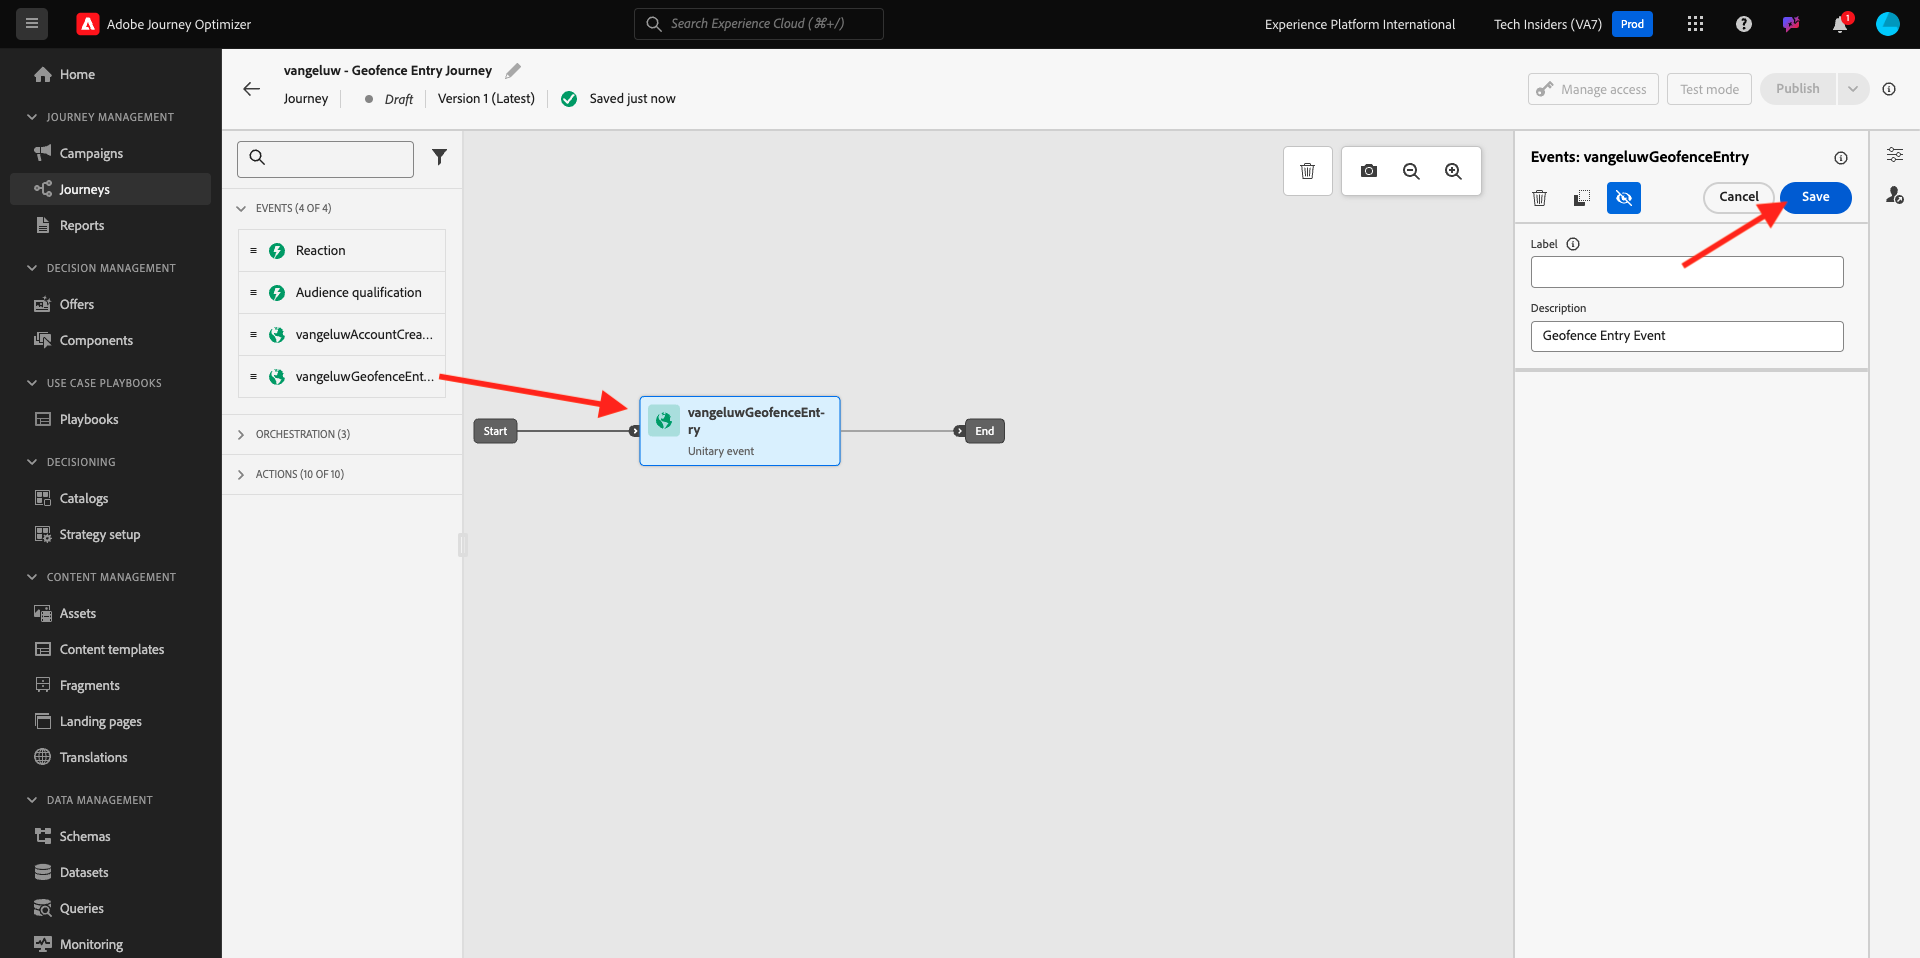 Adobe Journey Optimizer
Search Experience Cloud (⌘+/)
Experience Platform International
Tech Insiders (VA7)
Prod
1
Home
JOURNEY MANAGEMENT
Campaigns
Journeys
Reports
DECISION MANAGEMENT
Offers
Components
USE CASE PLAYBOOKS
Playbooks
DECISIONING
Catalogs
Strategy setup
CONTENT MANAGEMENT
Assets
Content templates
Fragments
Landing pages
Translations
DATA MANAGEMENT
Schemas
Datasets
Queries
Monitoring
vangeluw - Geofence Entry Journey
Journey
Draft
Version 1 (Latest)
Saved just now
Manage access
Test mode
Publish
EVENTS (4 OF 4)
Reaction
Audience qualification
vangeluwAccountCrea...
vangeluwGeofenceEnt...
ORCHESTRATION (3)
ACTIONS (10 OF 10)
Start
vangeluwGeofenceEnt-
ry
Unitary event
End
Events: vangeluwGeofenceEntry
Cancel
Save
Label
Description
Geofence Entry Event